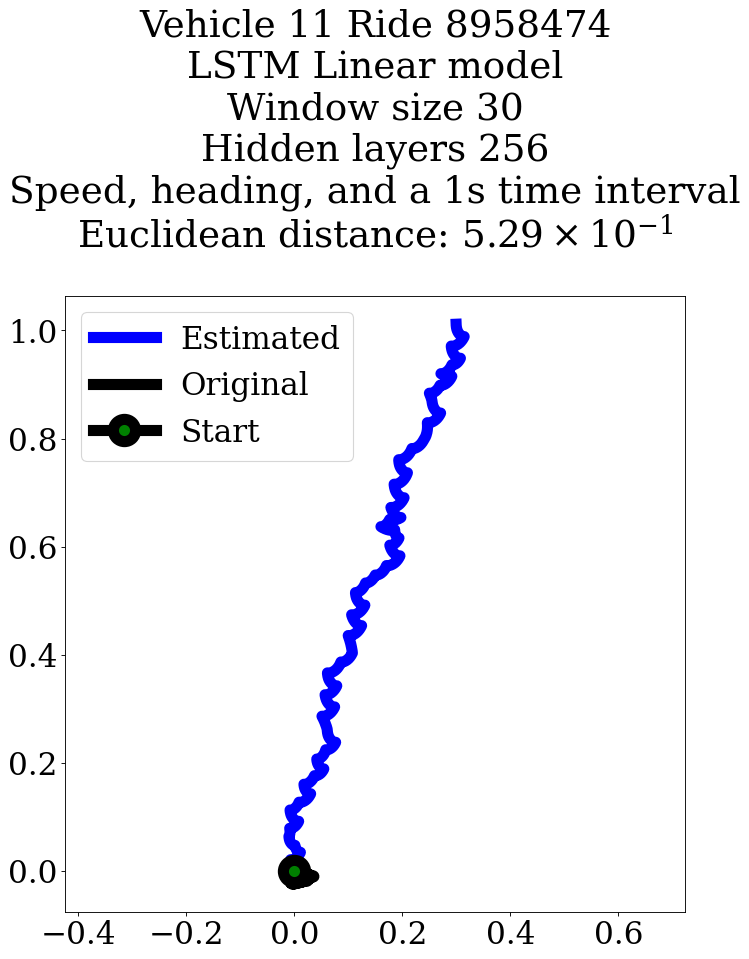 Vehicle 11 Ride 8958474
LSTM Linear model
Window size 30
Hidden layers 256
Speed, heading, and a 1s time interval
Euclidean distance: 5.29 × 10⁻¹
Estimated
Original
Start
1.0
0.8
0.6
0.4
0.2
0.0
−0.4 −0.2 0.0 0.2 0.4 0.6